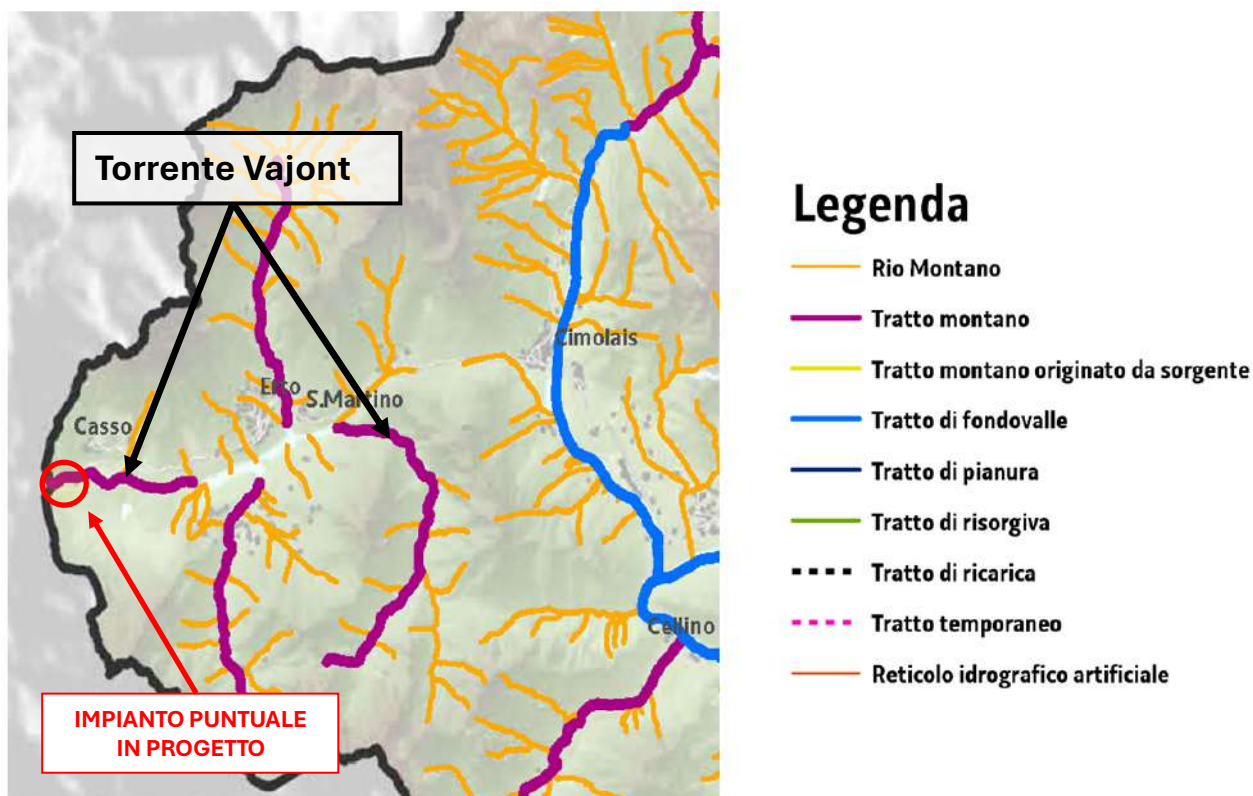 Torrente Vajont
Cimolais
Erto
S.Martino
Casso
Cellino
IMPIANTO PUNTUALE
IN PROGETTO
Legenda
Rio Montano
Tratto montano
Tratto montano originato da sorgente
Tratto di fondovalle
Tratto di pianura
Tratto di risorgiva
Tratto di ricarica
Tratto temporaneo
Reticolo idrografico artificiale